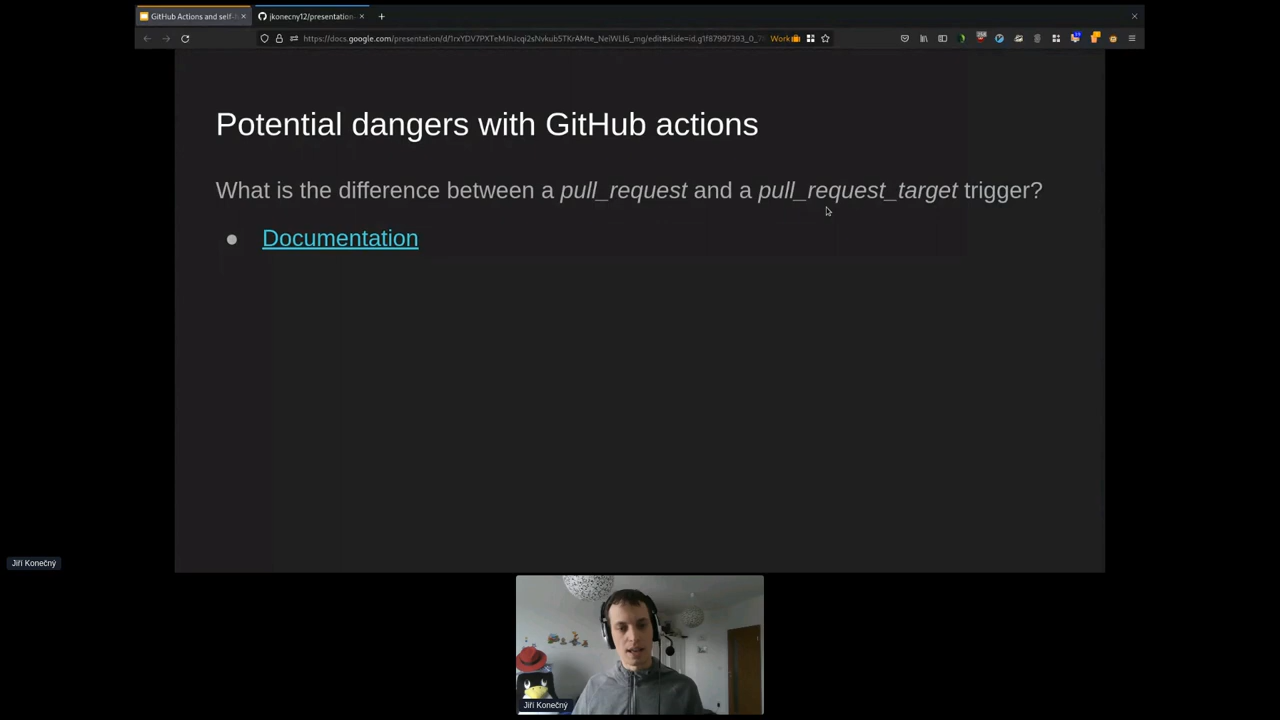 GitHub Actions and self-h
jkonecny12/presentation
Work
Potential dangers with GitHub actions
What is the difference between a pull_request and a pull_request_target trigger?
Documentation
Jiří Konečný
Jiří Konečný